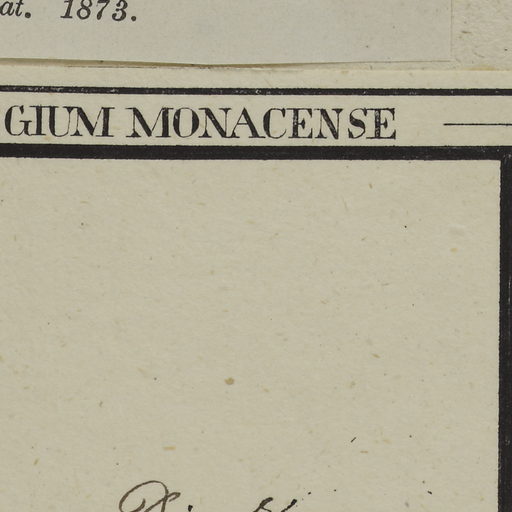 at. 1873.
GIUM MONACENSE